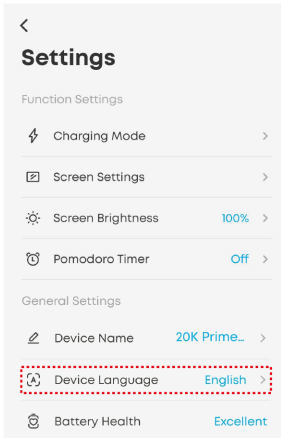 Settings
Function Settings
Charging Mode
Screen Settings
Screen Brightness 100%
Pomodoro Timer Off
General Settings
Device Name 20K Prime...
Device Language English
Battery Health Excellent